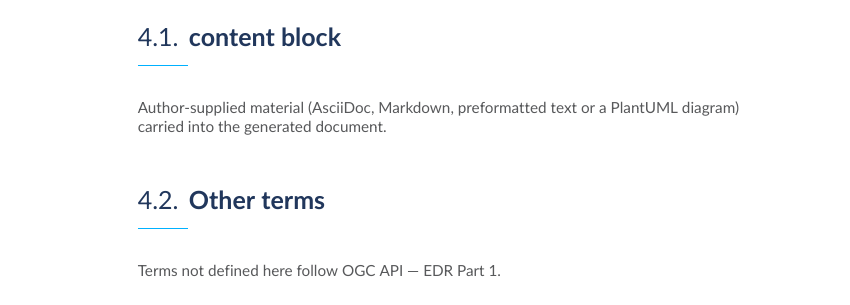 4.1. content block
Author-supplied material (AsciiDoc, Markdown, preformatted text or a PlantUML diagram)
carried into the generated document.
4.2. Other terms
Terms not defined here follow OGC API — EDR Part 1.